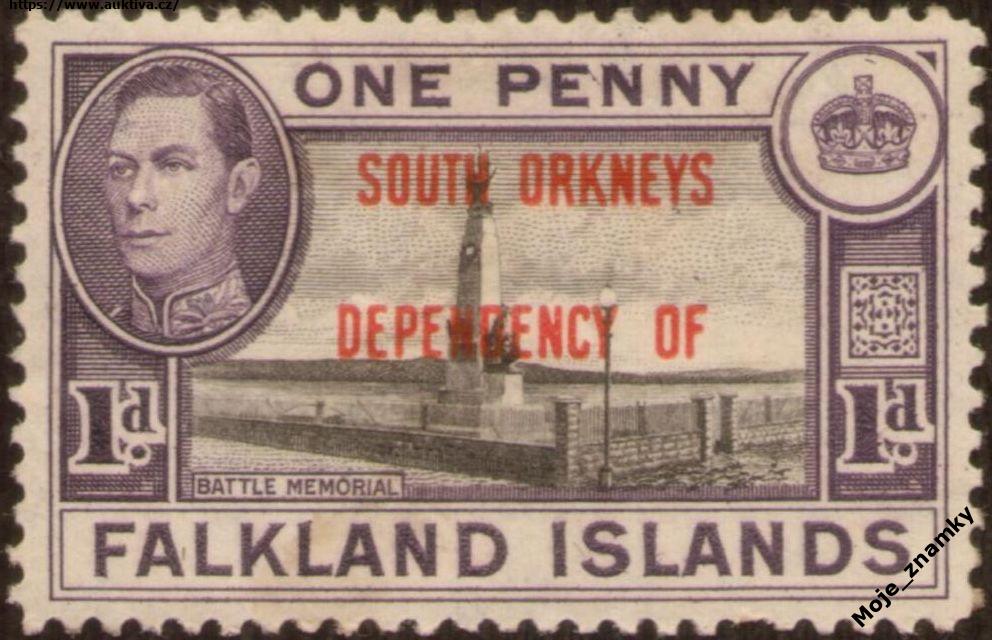 https://www.auktiva.cz/
ONE PENNY
SOUTH ORKNEYS
DEPENDENCY OF
1d.
1d.
BATTLE MEMORIAL
FALKLAND ISLANDS
Moje_znamky